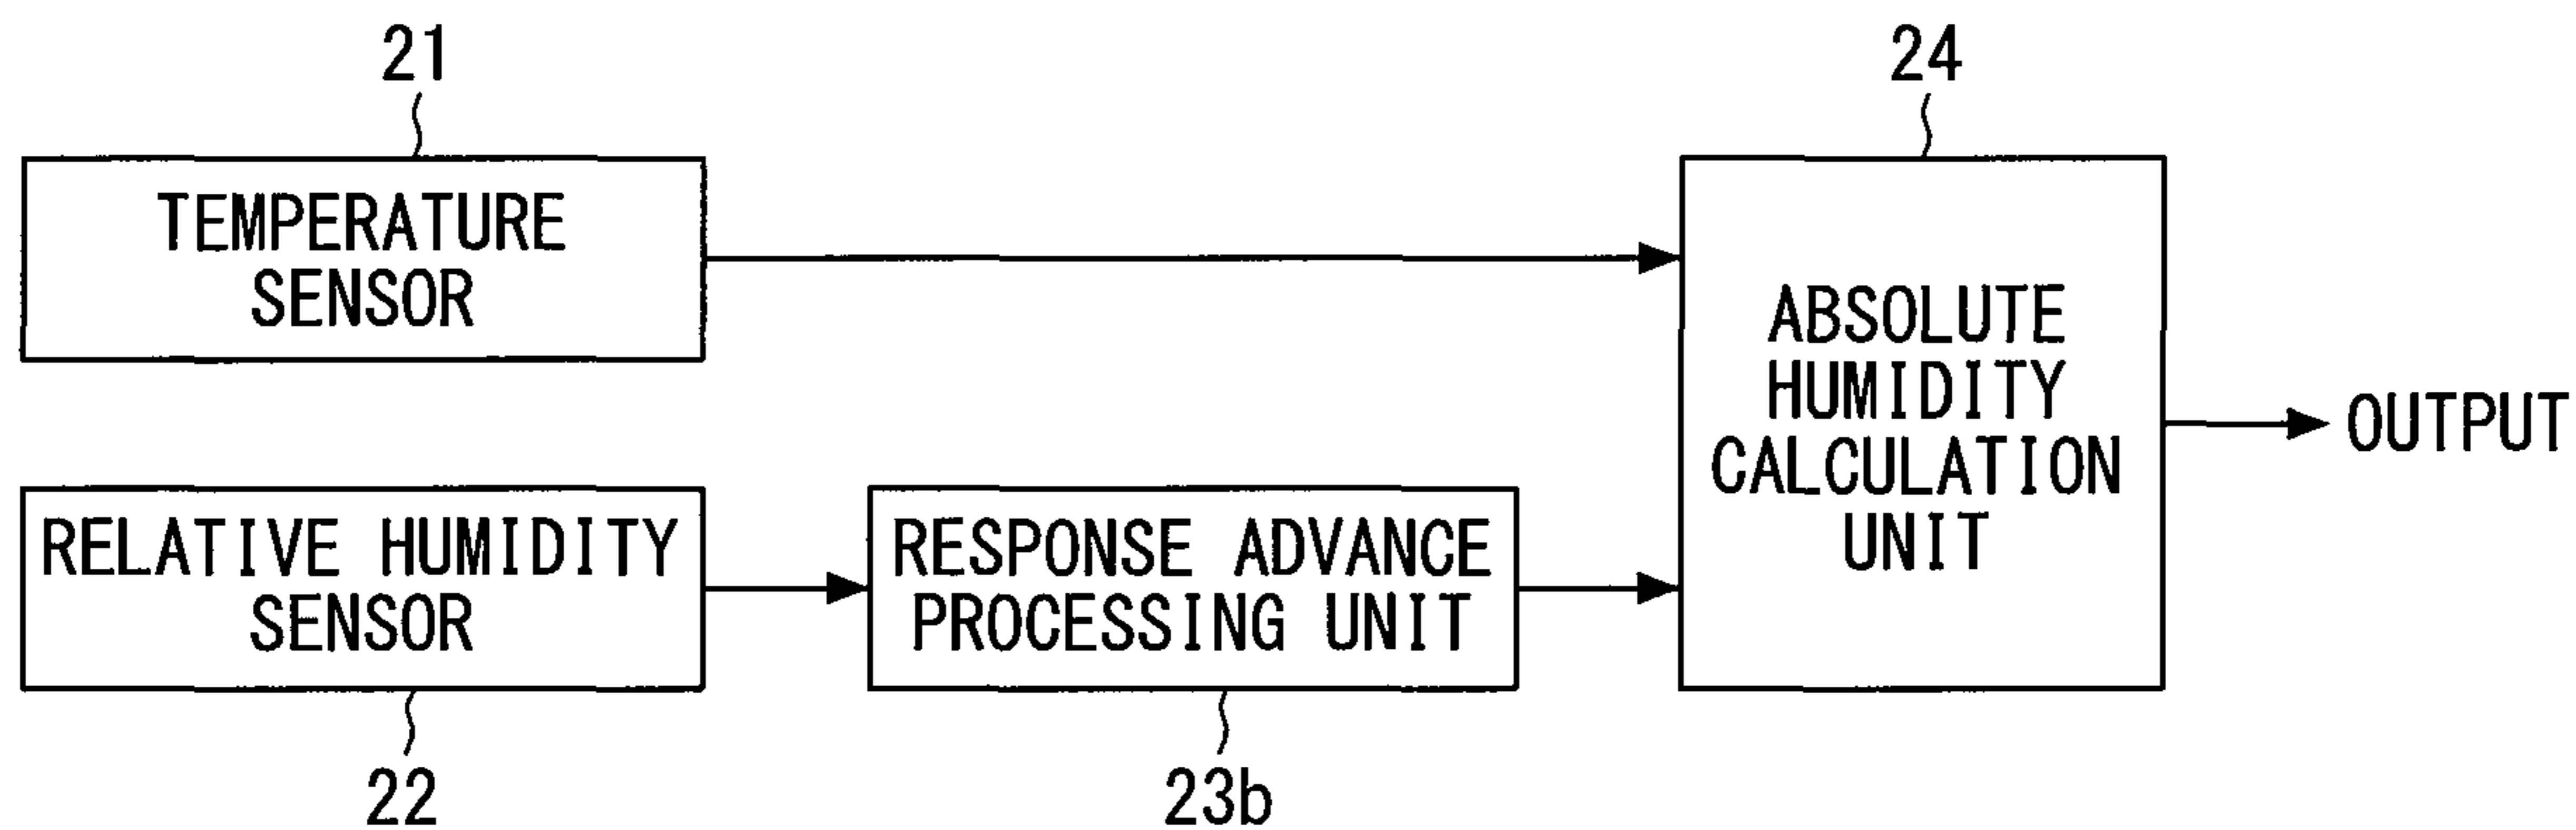 21
24
TEMPERATURE
SENSOR
ABSOLUTE
HUMIDITY
CALCULATION
UNIT
OUTPUT
RELATIVE HUMIDITY
SENSOR
RESPONSE ADVANCE
PROCESSING UNIT
22
23b